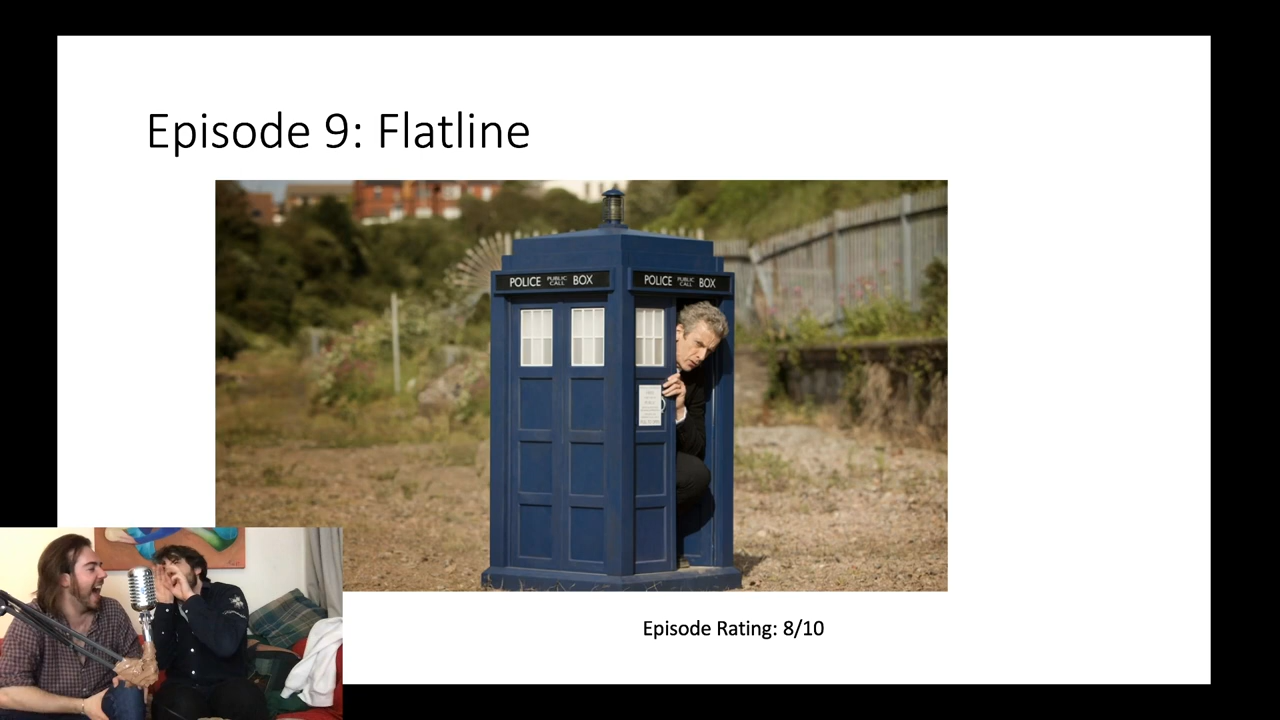 Episode 9: Flatline
POLICE PUBLIC CALL BOX
POLICE PUBLIC CALL BOX
Episode Rating: 8/10